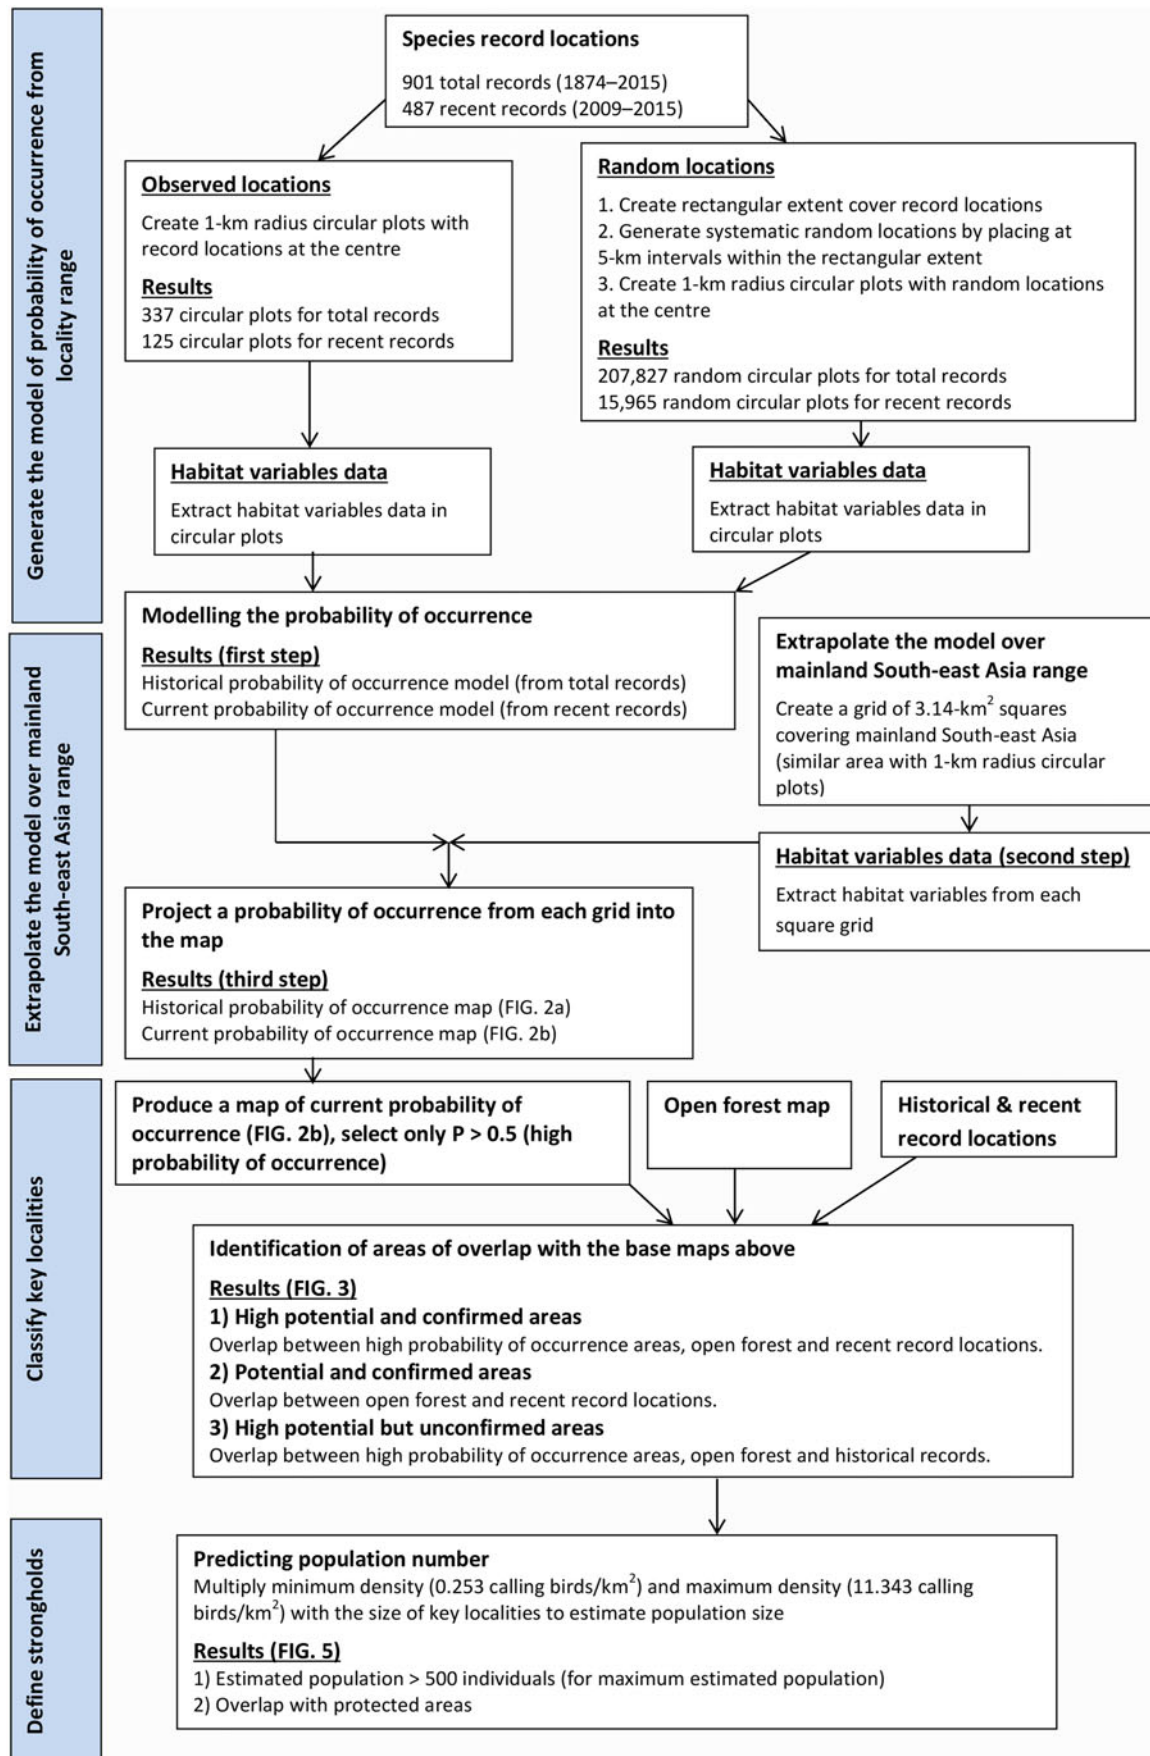 Generate the model of probability of occurrence from
locality range
Species record locations
901 total records (1874–2015)
487 recent records (2009–2015)
Observed locations
Create 1-km radius circular plots with
record locations at the centre
Results
337 circular plots for total records
125 circular plots for recent records
Random locations
1. Create rectangular extent cover record locations
2. Generate systematic random locations by placing at
5-km intervals within the rectangular extent
3. Create 1-km radius circular plots with random locations
at the centre
Results
207,827 random circular plots for total records
15,965 random circular plots for recent records
Habitat variables data
Extract habitat variables data in
circular plots
Habitat variables data
Extract habitat variables data in
circular plots
Modelling the probability of occurrence
Results (first step)
Historical probability of occurrence model (from total records)
Current probability of occurrence model (from recent records)
Extrapolate the model over mainland
South-east Asia range
Extrapolate the model over
mainland South-east Asia range
Create a grid of 3.14-km² squares
covering mainland South-east Asia
(similar area with 1-km radius circular
plots)
Habitat variables data (second step)
Extract habitat variables from each
square grid
Project a probability of occurrence from each grid into
the map
Results (third step)
Historical probability of occurrence map (FIG. 2a)
Current probability of occurrence map (FIG. 2b)
Classify key localities
Produce a map of current probability of
occurrence (FIG. 2b), select only P > 0.5 (high
probability of occurrence)
Open forest map
Historical & recent
record locations
Identification of areas of overlap with the base maps above
Results (FIG. 3)
1) High potential and confirmed areas
Overlap between high probability of occurrence areas, open forest and recent record locations.
2) Potential and confirmed areas
Overlap between open forest and recent record locations.
3) High potential but unconfirmed areas
Overlap between high probability of occurrence areas, open forest and historical records.
Define strongholds
Predicting population number
Multiply minimum density (0.253 calling birds/km²) and maximum density (11.343 calling
birds/km²) with the size of key localities to estimate population size
Results (FIG. 5)
1) Estimated population > 500 individuals (for maximum estimated population)
2) Overlap with protected areas